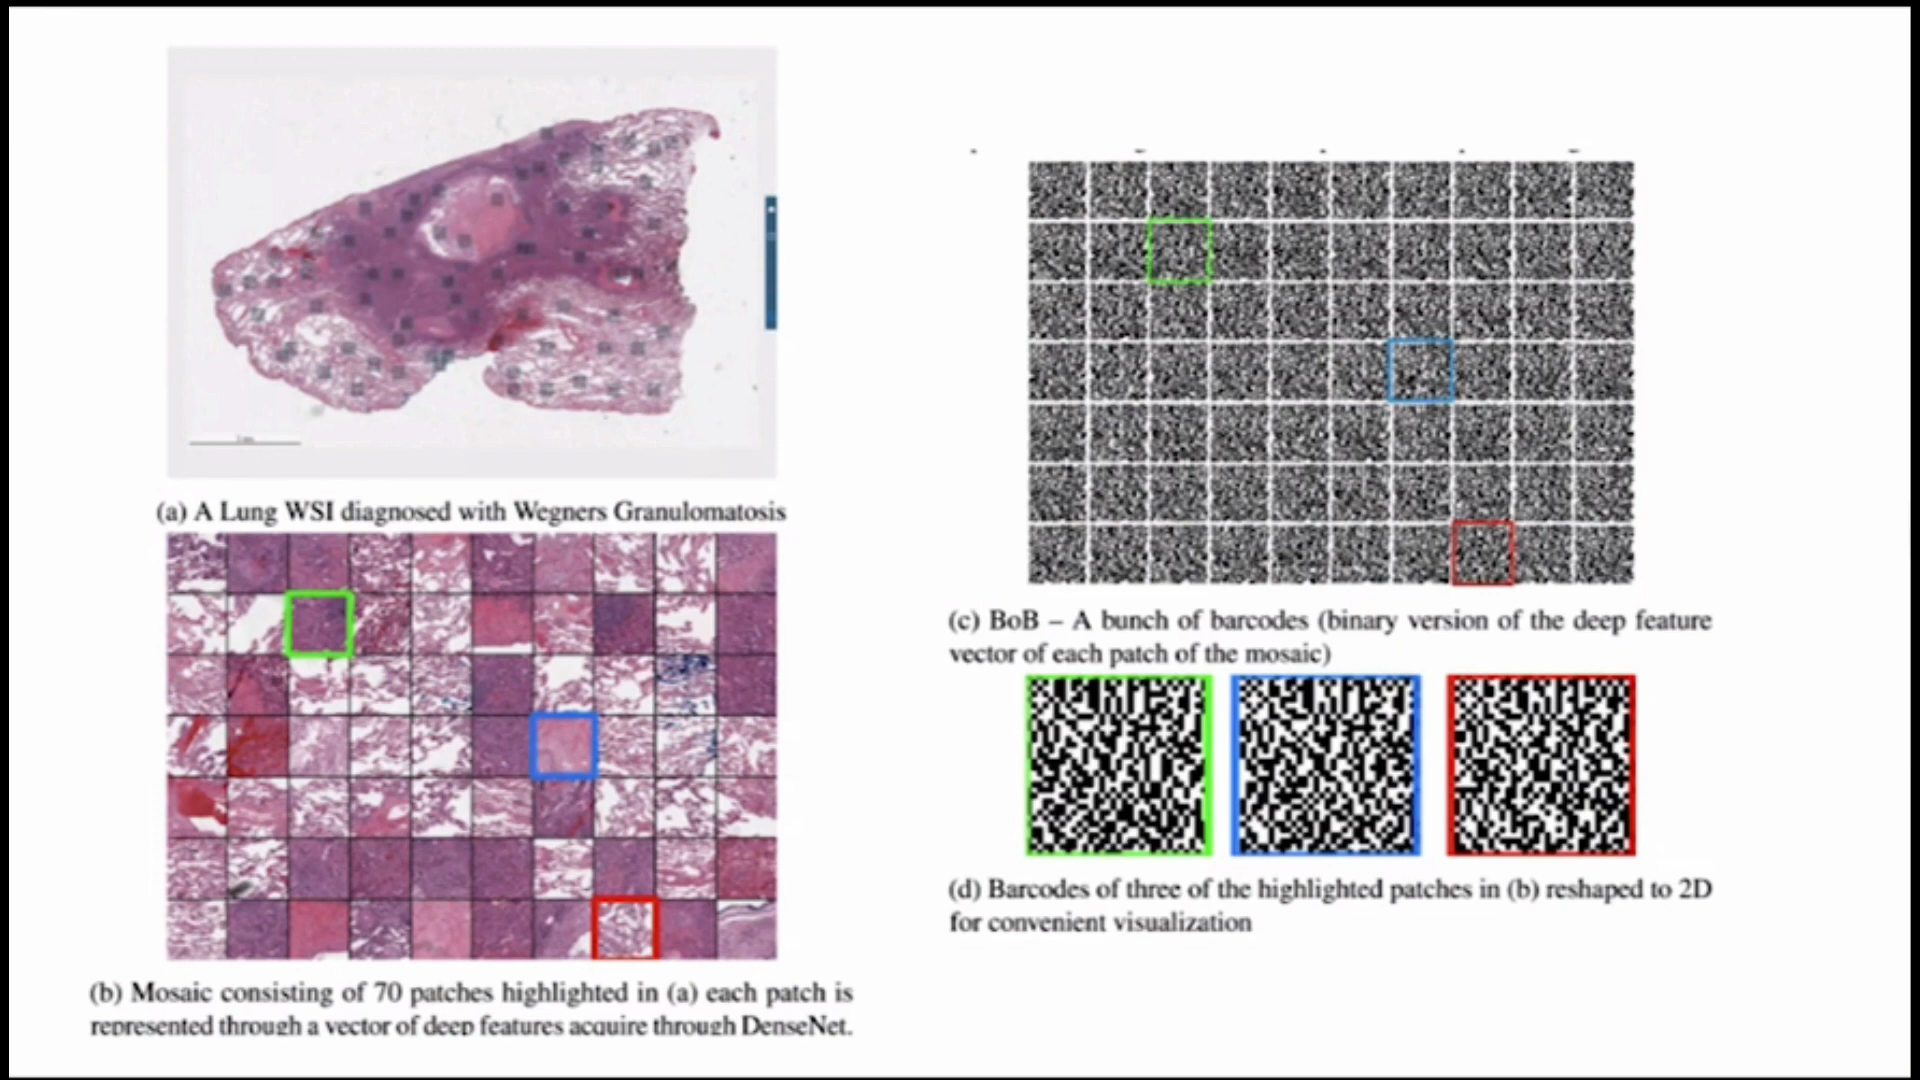 (a) A Lung WSI diagnosed with Wegners Granulomatosis
(b) Mosaic consisting of 70 patches highlighted in (a) each patch is
represented through a vector of deep features acquire through DenseNet.
(c) BoB – A bunch of barcodes (binary version of the deep feature
vector of each patch of the mosaic)
(d) Barcodes of three of the highlighted patches in (b) reshaped to 2D
for convenient visualization